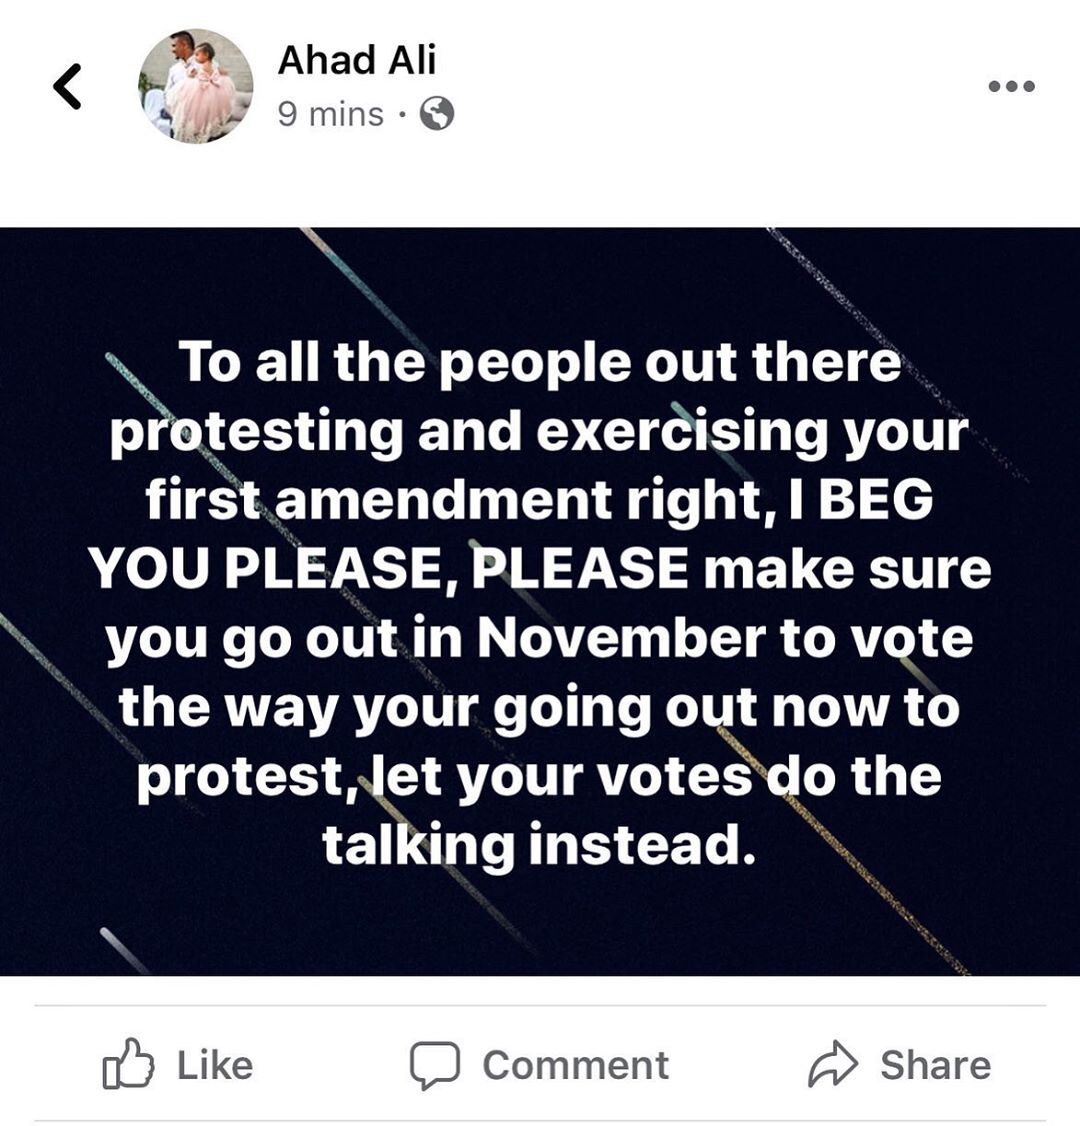 Ahad Ali
9 mins ·
To all the people out there
protesting and exercising your
first amendment right, I BEG
YOU PLEASE, PLEASE make sure
you go out in November to vote
the way your going out now to
protest, let your votes do the
talking instead.
Like Comment Share